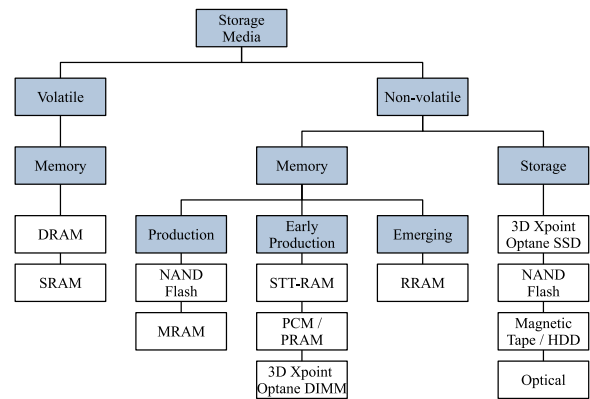 Storage
Media
Volatile
Non-volatile
Memory
Memory
Storage
DRAM
Production
Early
Production
Emerging
3D Xpoint
Optane SSD
SRAM
NAND
Flash
STT-RAM
RRAM
NAND
Flash
MRAM
PCM /
PRAM
Magnetic
Tape / HDD
3D Xpoint
Optane DIMM
Optical